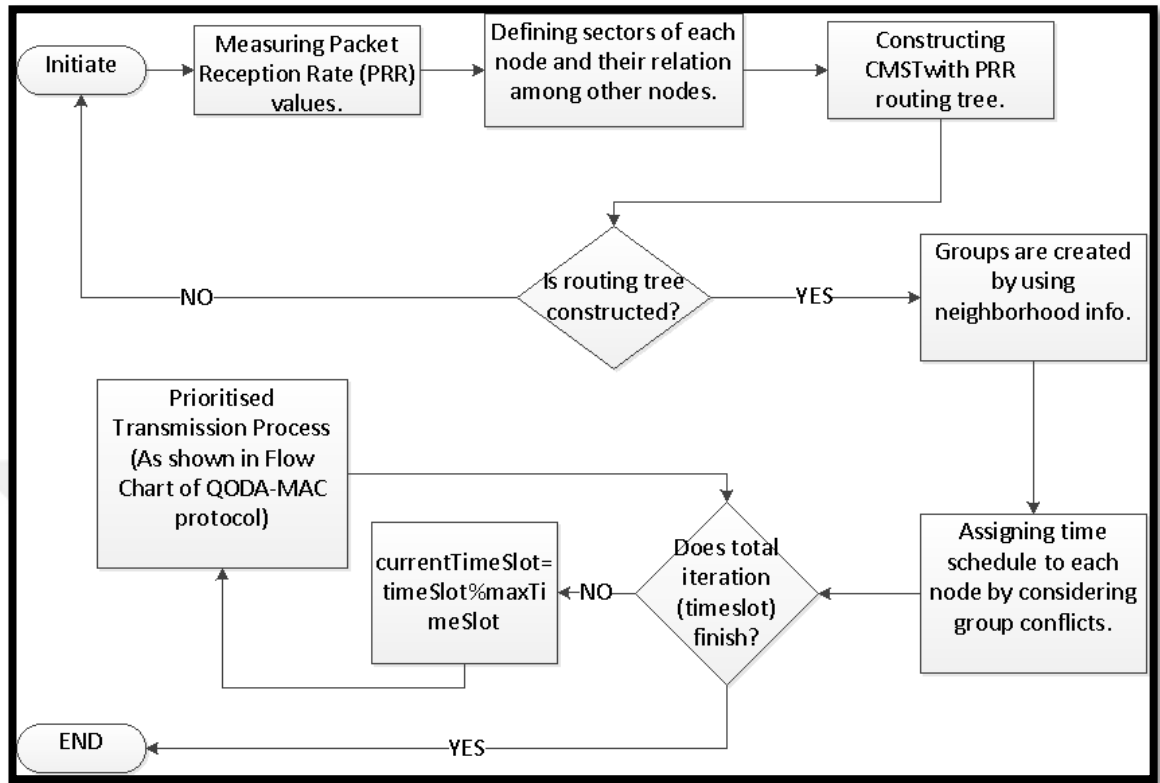 Initiate
Measuring Packet
Reception Rate (PRR)
values.
Defining sectors of each
node and their relation
among other nodes.
Constructing
CMSTwith PRR
routing tree.
Is routing tree
constructed?
NO
YES
Groups are created
by using
neighborhood info.
Prioritised
Transmission Process
(As shown in Flow
Chart of QODA-MAC
protocol)
currentTimeSlot=
timeSlot%maxTi
meSlot
NO
Does total
iteration
(timeslot)
finish?
Assigning time
schedule to each
node by considering
group conflicts.
END
YES